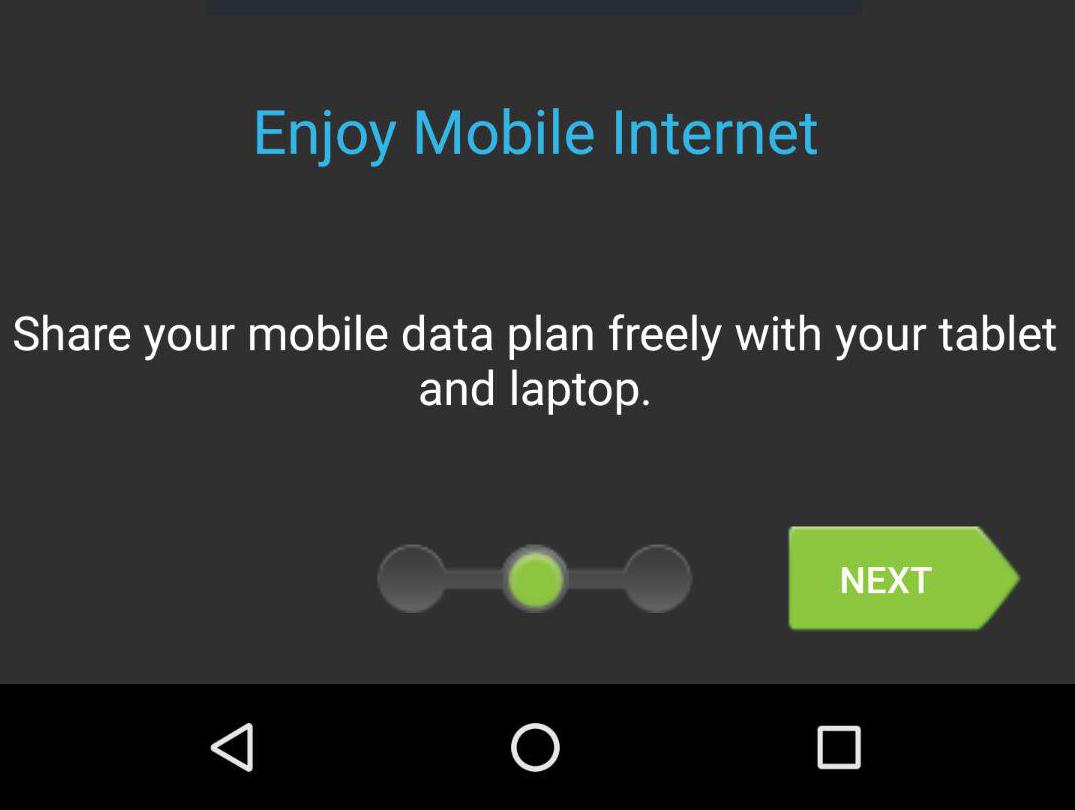 Enjoy Mobile Internet
Share your mobile data plan freely with your tablet
and laptop.
NEXT